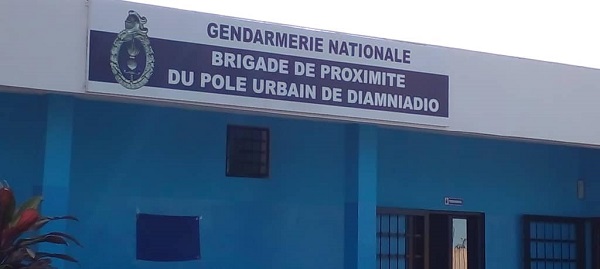 GENDARMERIE NATIONALE
BRIGADE DE PROXIMITE
DU POLE URBAIN DE DIAMNIADIO